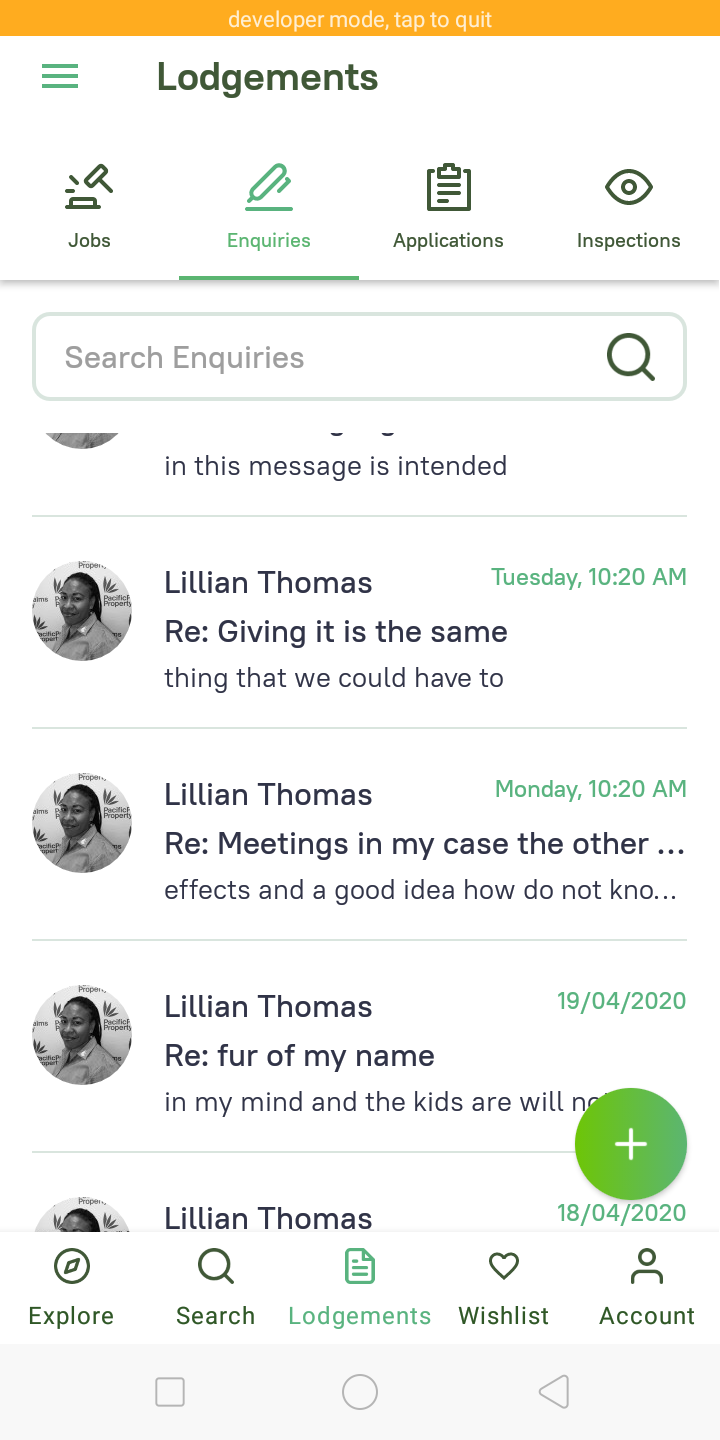 developer mode, tap to quit
Lodgements
Jobs
Enquiries
Applications
Inspections
Search Enquiries
in this message is intended
Lillian Thomas
Tuesday, 10:20 AM
Re: Giving it is the same
thing that we could have to
Lillian Thomas
Monday, 10:20 AM
Re: Meetings in my case the other ...
effects and a good idea how do not kno...
Lillian Thomas
19/04/2020
Re: fur of my name
in my mind and the kids are will
Lillian Thomas
18/04/2020
Explore
Search
Lodgements
Wishlist
Account